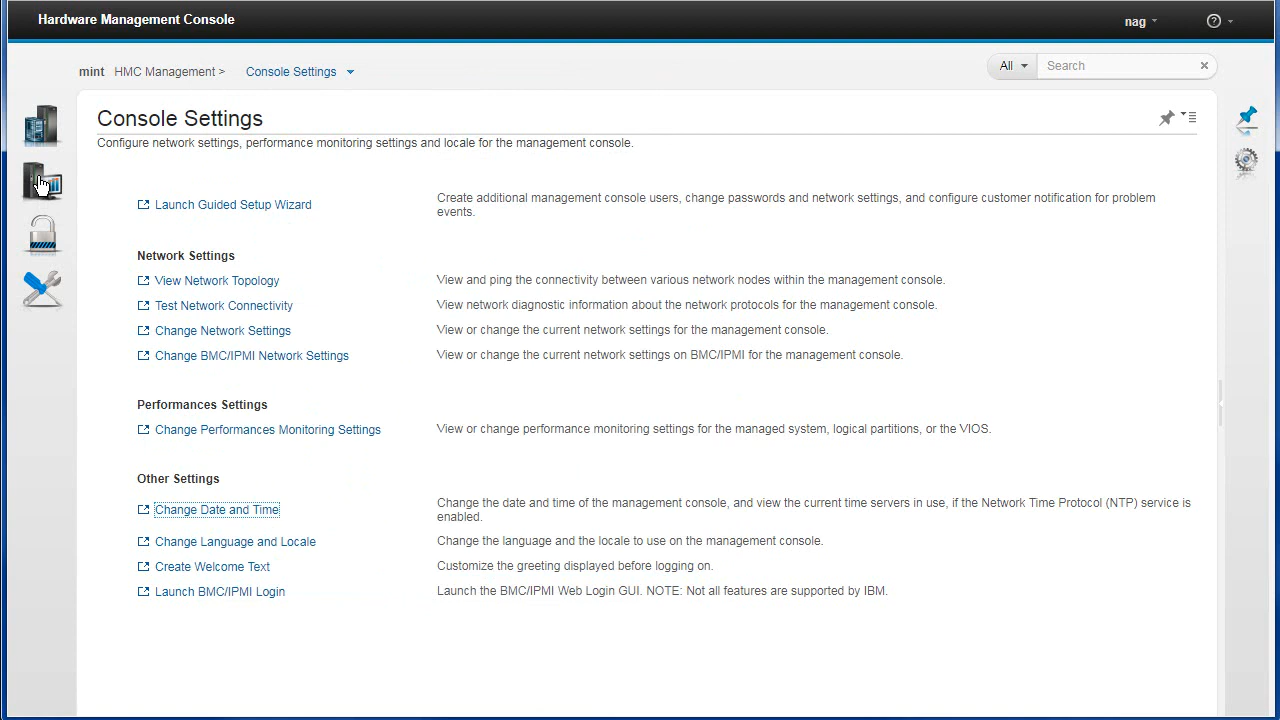 Hardware Management Console
nag
mint HMC Management > Console Settings
All Search
Console Settings
Configure network settings, performance monitoring settings and locale for the management console.
Launch Guided Setup Wizard
Create additional management console users, change passwords and network settings, and configure customer notification for problem
events.
Network Settings
View Network Topology
View and ping the connectivity between various network nodes within the management console.
Test Network Connectivity
View network diagnostic information about the network protocols for the management console.
Change Network Settings
View or change the current network settings for the management console.
Change BMC/IPMI Network Settings
View or change the current network settings on BMC/IPMI for the management console.
Performances Settings
Change Performances Monitoring Settings
View or change performance monitoring settings for the managed system, logical partitions, or the VIOS.
Other Settings
Change Date and Time
Change the date and time of the management console, and view the current time servers in use, if the Network Time Protocol (NTP) service is
enabled.
Change Language and Locale
Change the language and the locale to use on the management console.
Create Welcome Text
Customize the greeting displayed before logging on.
Launch BMC/IPMI Login
Launch the BMC/IPMI Web Login GUI. NOTE: Not all features are supported by IBM.